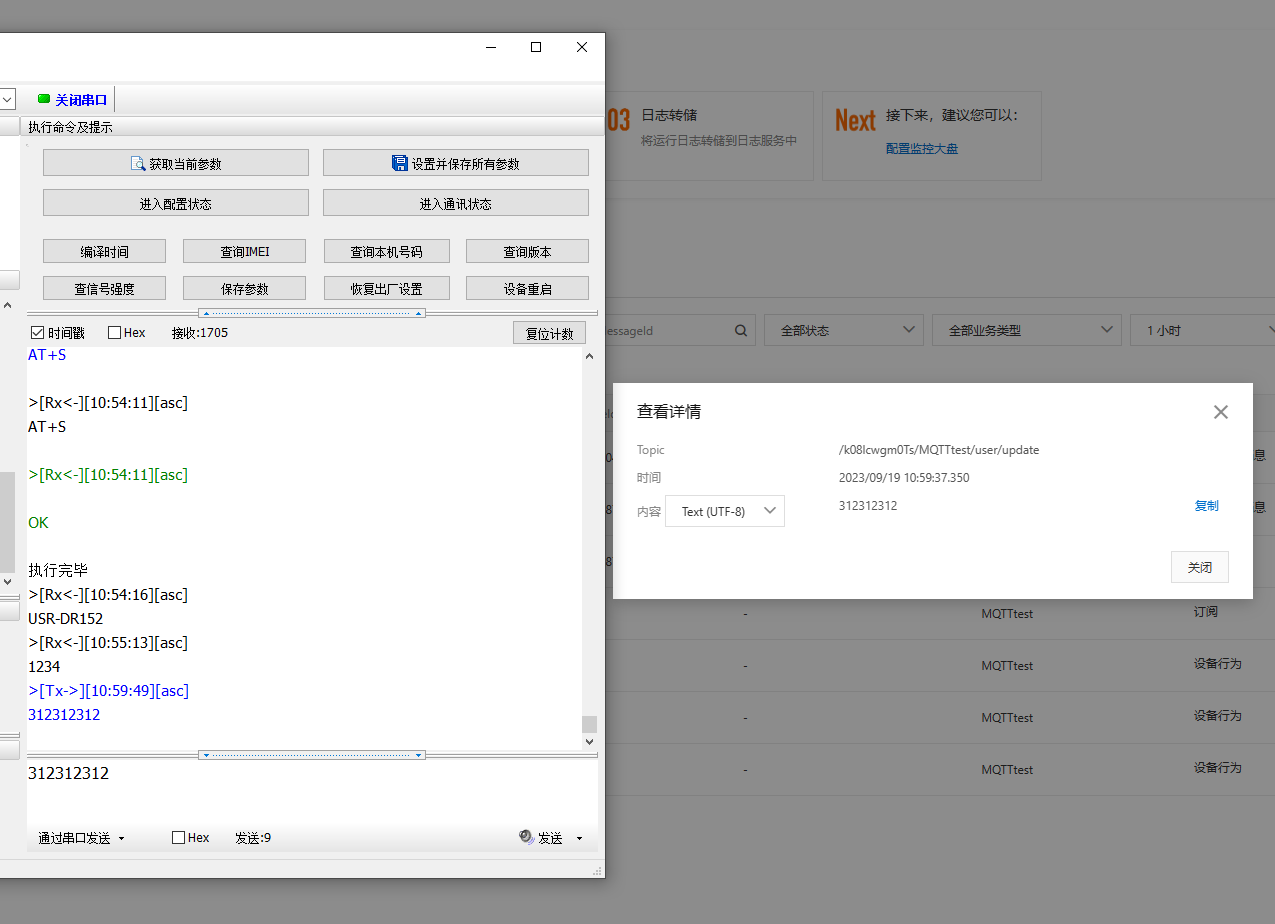 关闭串口
执行命令及提示
获取当前参数
设置并保存所有参数
进入配置状态
进入通讯状态
编译时间
查询IMEI
查询本机号码
查询版本
查信号强度
保存参数
恢复出厂设置
设备重启
时间戳
Hex
接收:1705
复位计数
AT+S
>[Rx<-][10:54:11][asc]
AT+S
>[Rx<-][10:54:11][asc]
OK
执行完毕
>[Rx<-][10:54:16][asc]
USR-DR152
>[Rx<-][10:55:13][asc]
1234
>[Tx->][10:59:49][asc]
312312312
312312312
通过串口发送
Hex
发送:9
发送
03
日志转储
将运行日志转储到日志服务中
Next
接下来，建议您可以：
配置监控大盘
essageId
全部状态
全部业务类型
1 小时
查看详情
Topic
/k08lcwgm0Ts/MQTTtest/user/update
时间
2023/09/19 10:59:37.350
内容
Text (UTF-8)
312312312
复制
关闭
息
息
-
MQTTtest
订阅
-
MQTTtest
设备行为
-
MQTTtest
设备行为
-
MQTTtest
设备行为